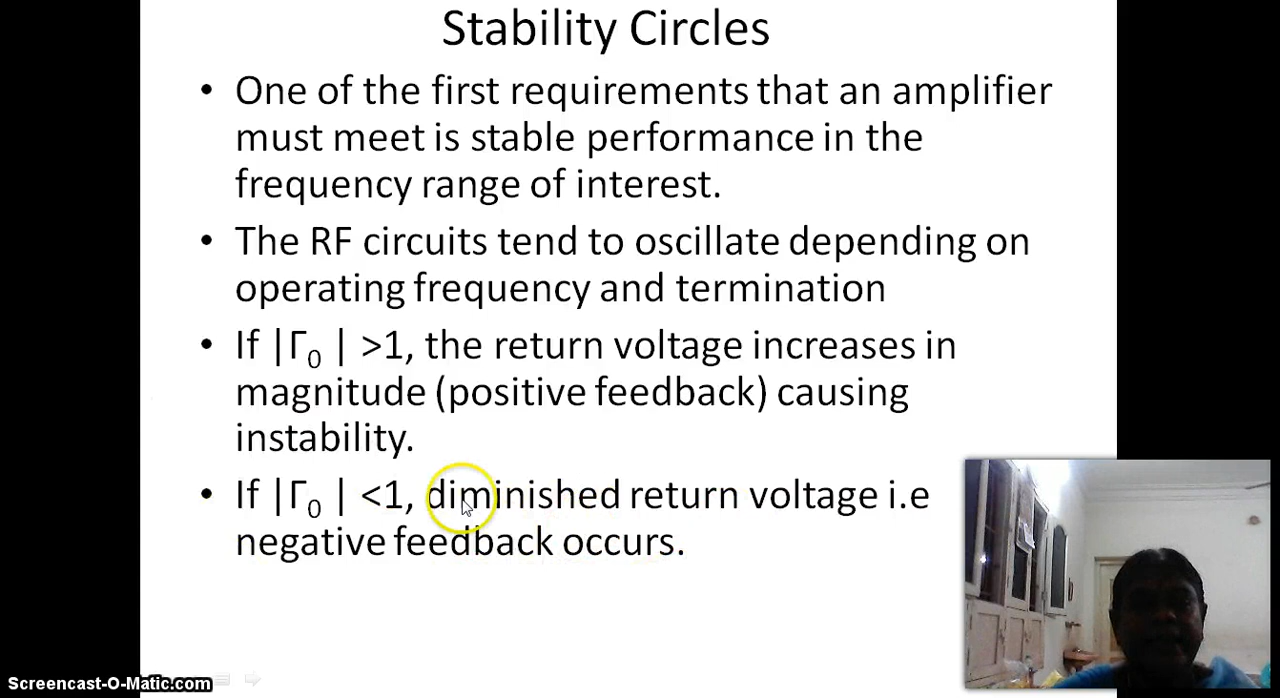 Stability Circles
• One of the first requirements that an amplifier
must meet is stable performance in the
frequency range of interest.
• The RF circuits tend to oscillate depending on
operating frequency and termination
• If |Γ₀ | >1, the return voltage increases in
magnitude (positive feedback) causing
instability.
• If |Γ₀ | <1, diminished return voltage i.e
negative feedback occurs.
Screencast-O-Matic.com